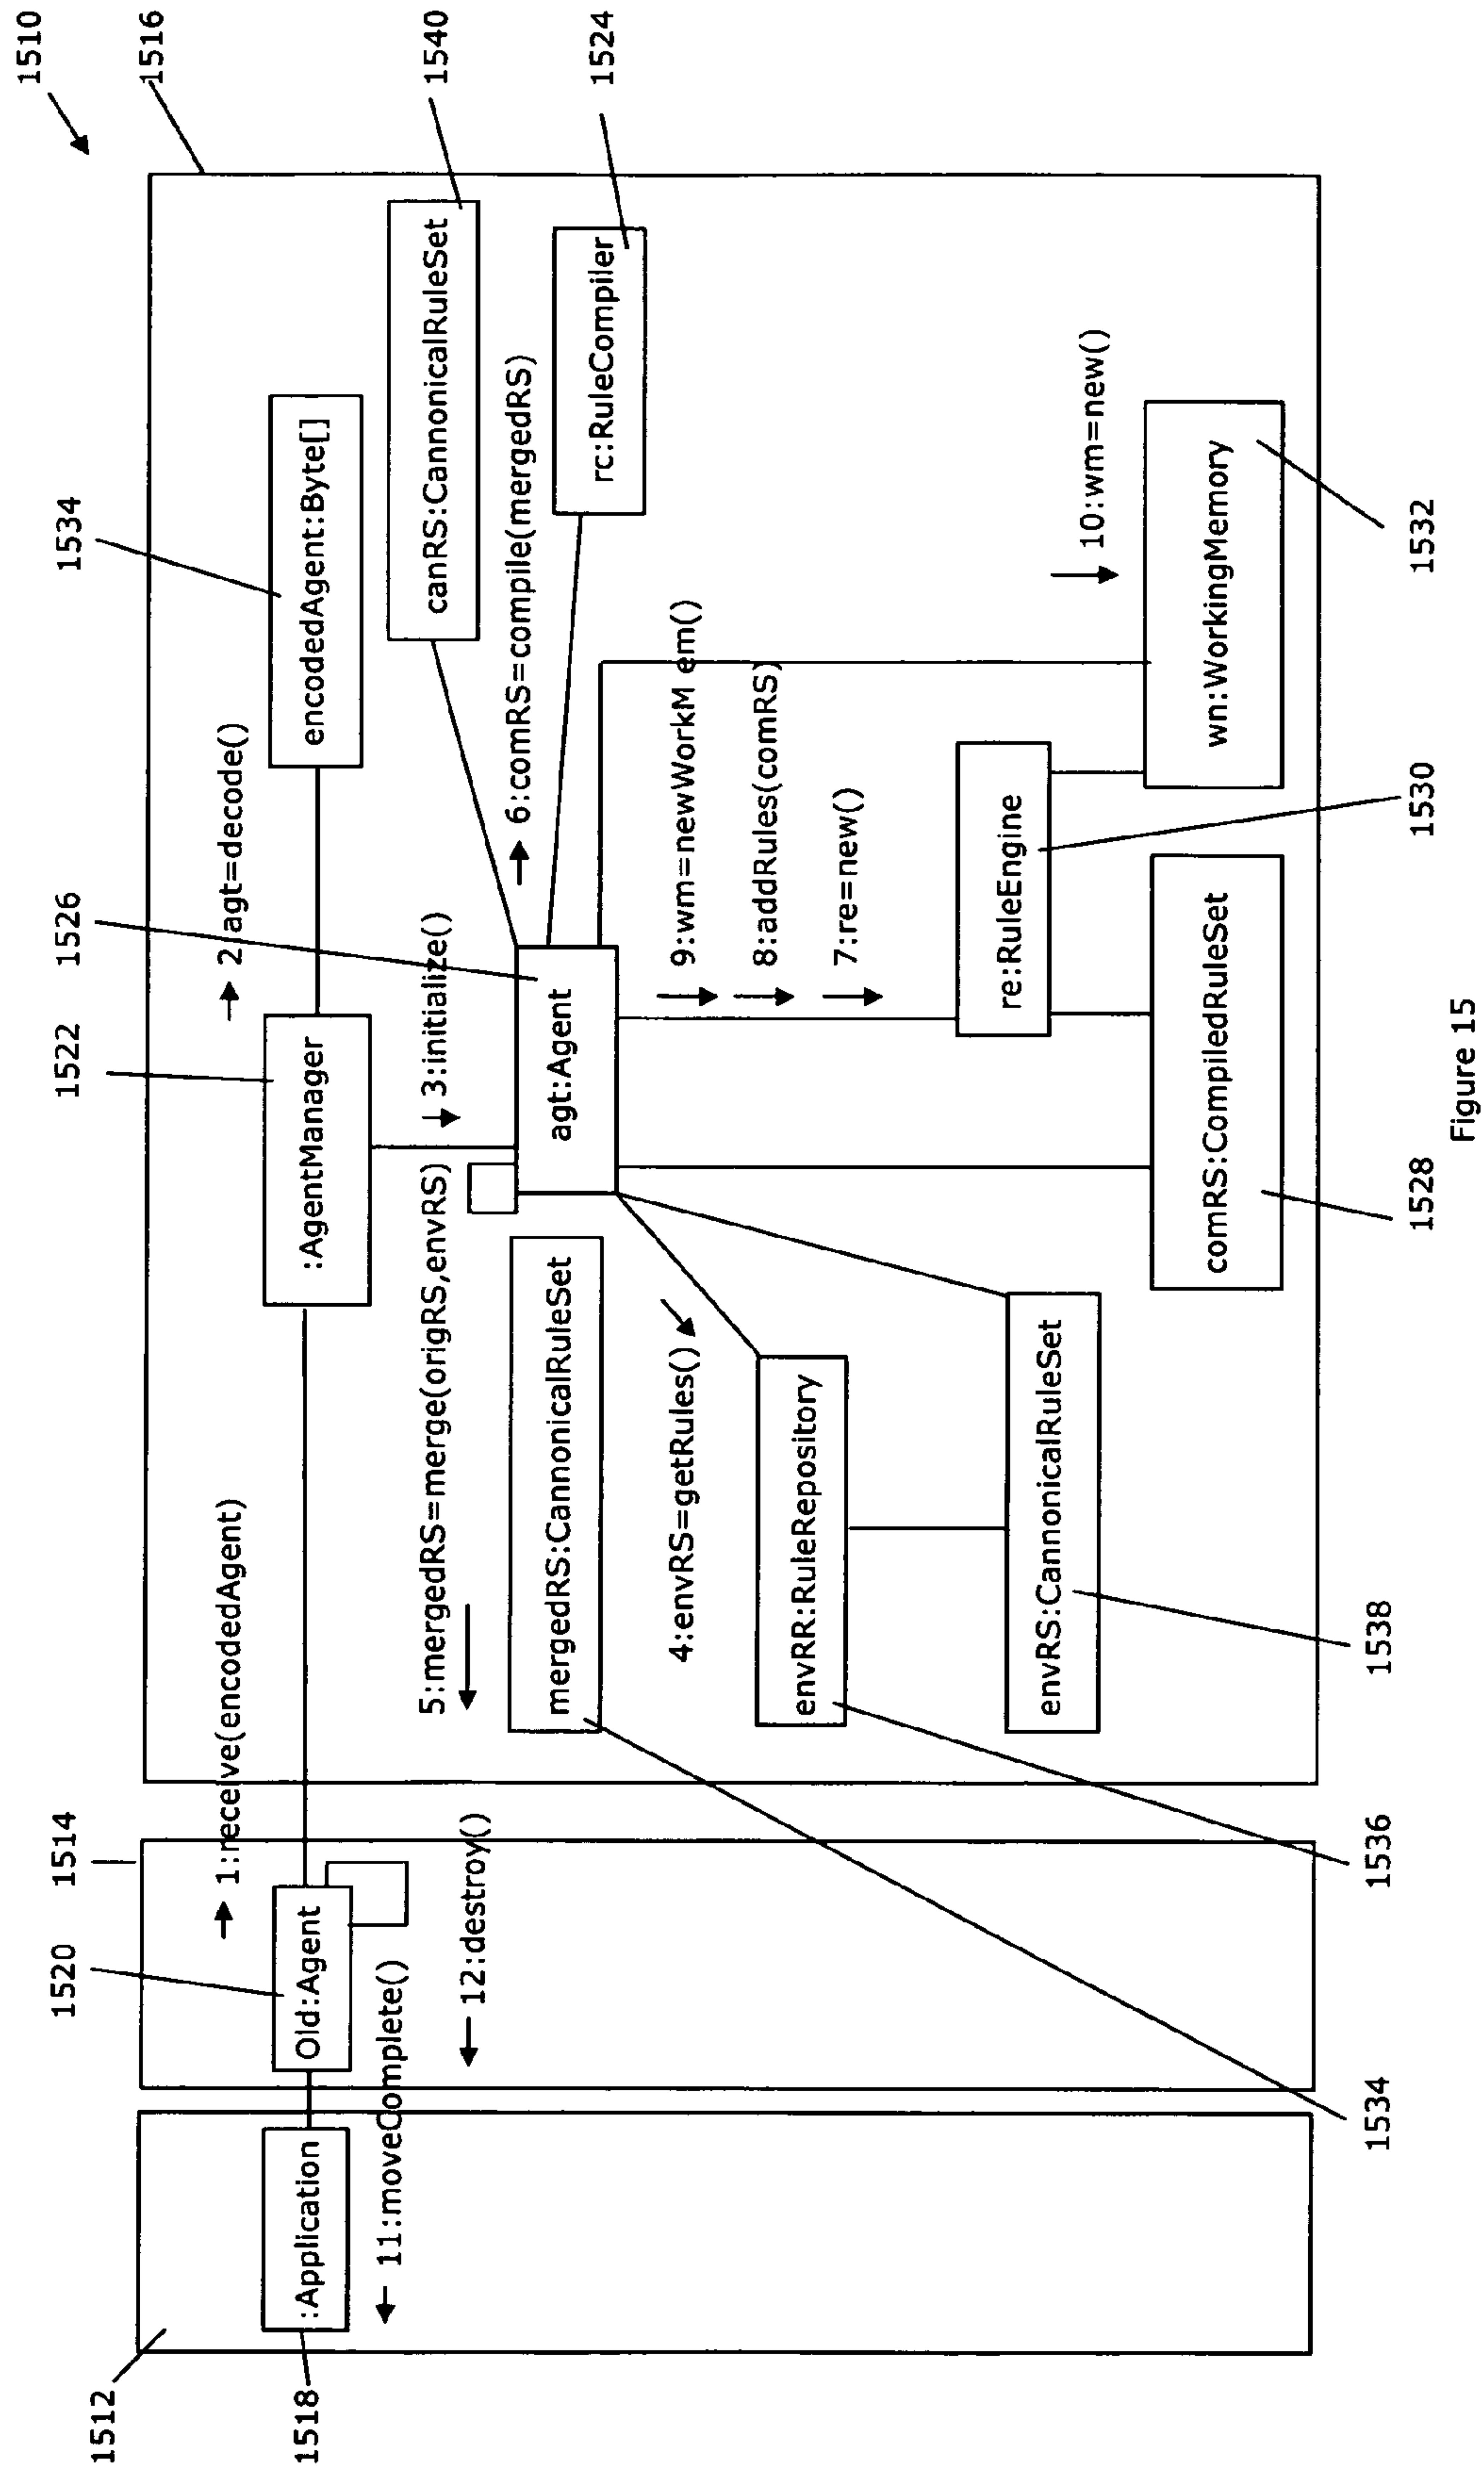 1510
1516
1540
1524
1534
1526
1522
1514
1520
1512
1518
:Application
Old:Agent
1:receive(encodedAgent)
:AgentManager
2:agt=decode()
encodedAgent:Byte[]
11:moveComplete()
12:destroy()
5:mergedRS=merge(origRS,envRS)
3:initialize()
canRS:CannonicalRuleSet
mergedRS:CannonicalRuleSet
agt:Agent
6:comRS=compile(mergedRS)
rc:RuleCompiler
4:envRS=getRules()
9:wm=newWorkM em()
8:addRules(comRS)
7:re=new()
envRR:RuleRepository
re:RuleEngine
10:wm=new()
envRS:CannonicalRuleSet
comRS:CompiledRuleSet
wn:WorkingMemory
1534
1536
1538
1528
1530
1532
Figure 15